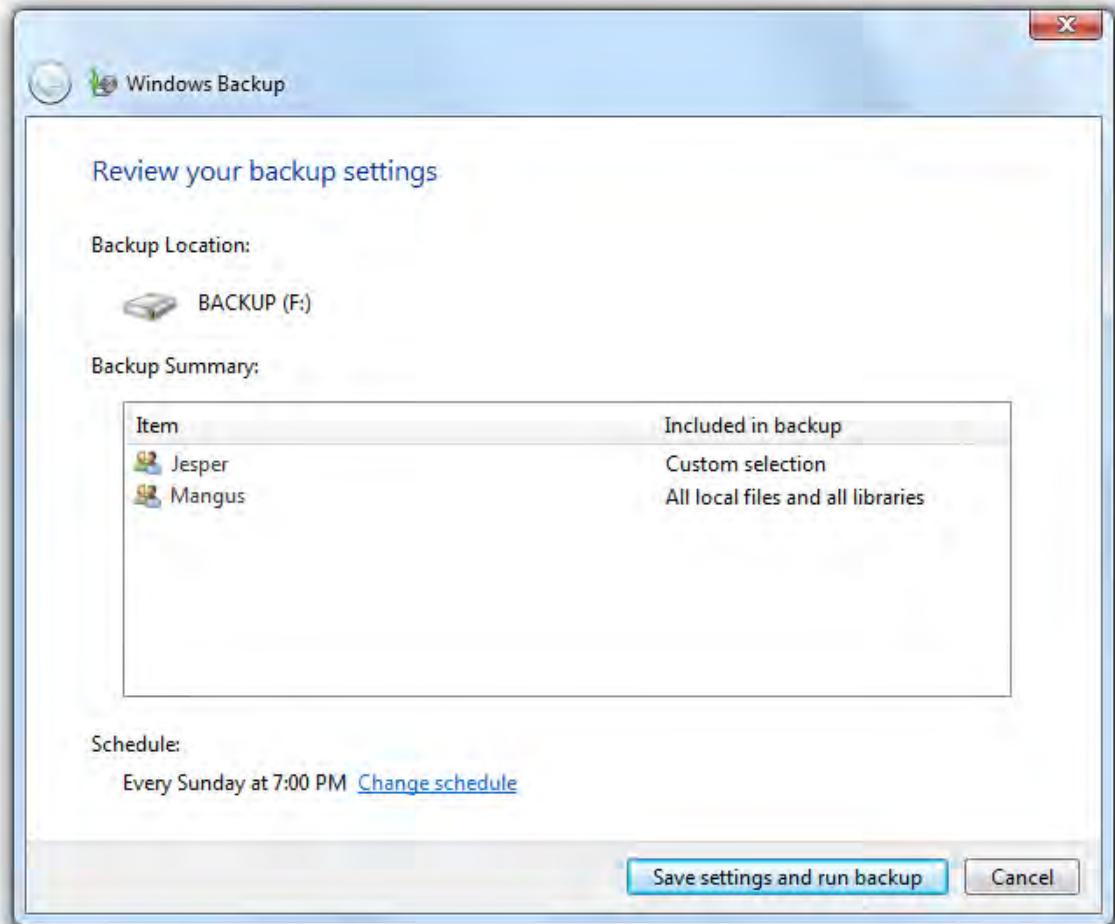 Windows Backup
Review your backup settings
Backup Location:
BACKUP (F:)
Backup Summary:
Item Included in backup
Jesper Custom selection
Mangus All local files and all libraries
Schedule:
Every Sunday at 7:00 PM Change schedule
Save settings and run backup Cancel